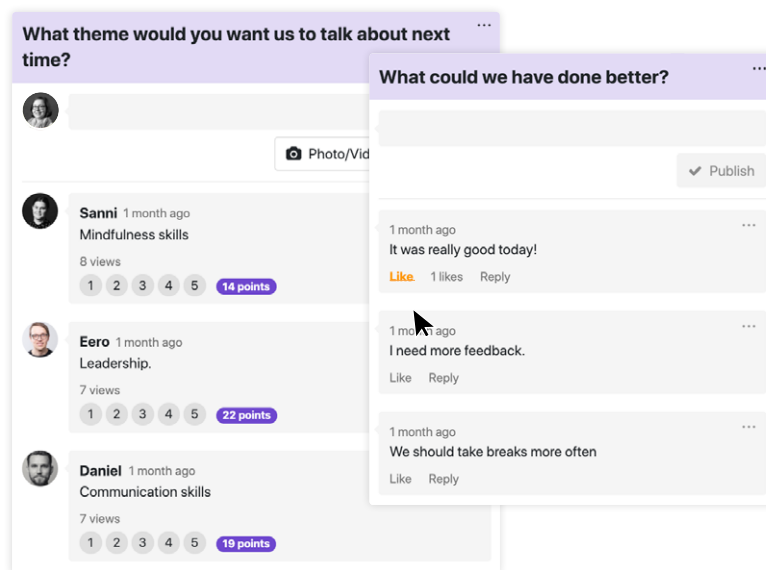 What theme would you want us to talk about next
time?
Photo/Vid
Sanni 1 month ago
Mindfulness skills
8 views
1 2 3 4 5 14 points
Eero 1 month ago
Leadership.
7 views
1 2 3 4 5 22 points
Daniel 1 month ago
Communication skills
7 views
1 2 3 4 5 19 points
What could we have done better?
Publish
1 month ago
It was really good today!
Like 1 likes Reply
1 month ago
I need more feedback.
Like Reply
1 month ago
We should take breaks more often
Like Reply